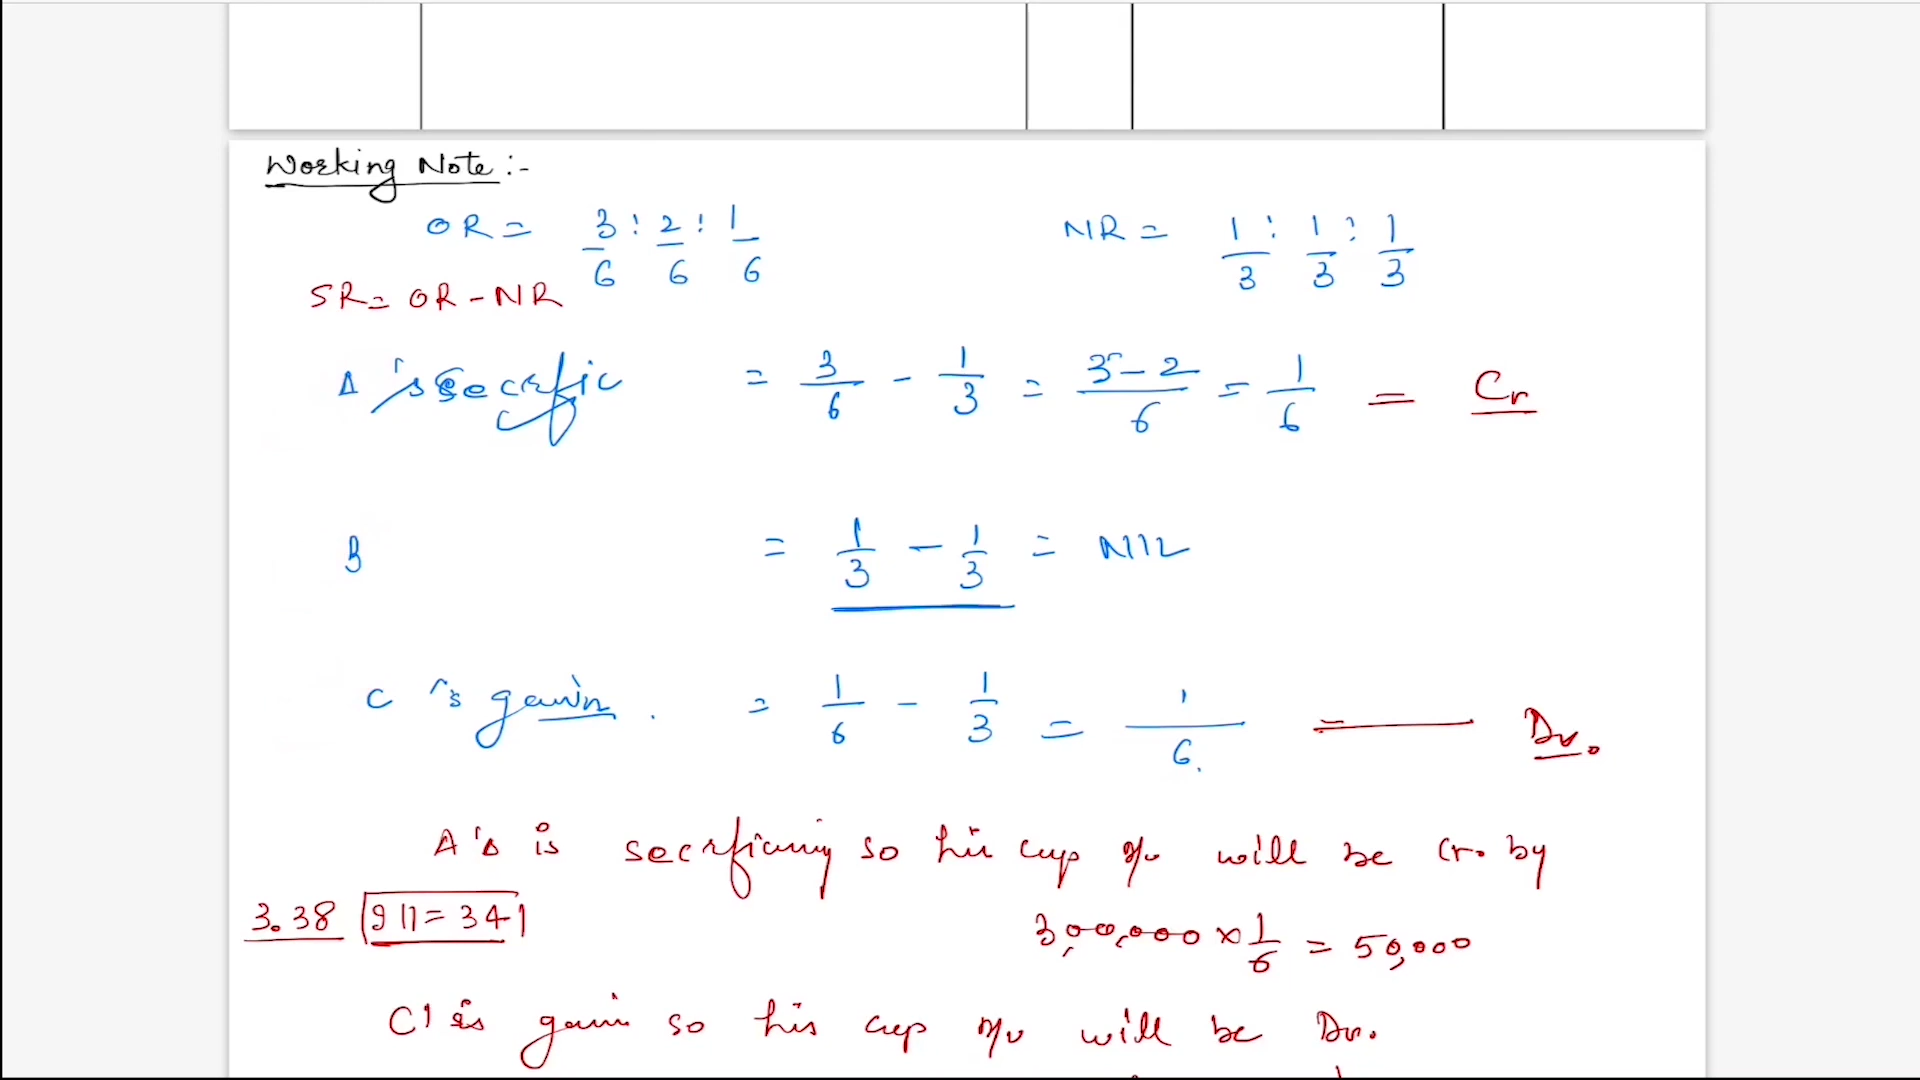 Working Note :-
OR = 3/6 : 2/6 : 1/6 NR = 1/3 : 1/3 : 1/3
SR = OR - NR
A's = 3/6 - 1/3 = 3-2/6 = 1/6 = Cr
B = 1/3 - 1/3 = NIL
C 's gain . = 1/6 - 1/3 = 1/6. = Dr.
A's is so his cap will be Cr. by
3.38 911=341
3,00,000 x 1/6 = 50,000
C' is gain so his cap will be Dr.